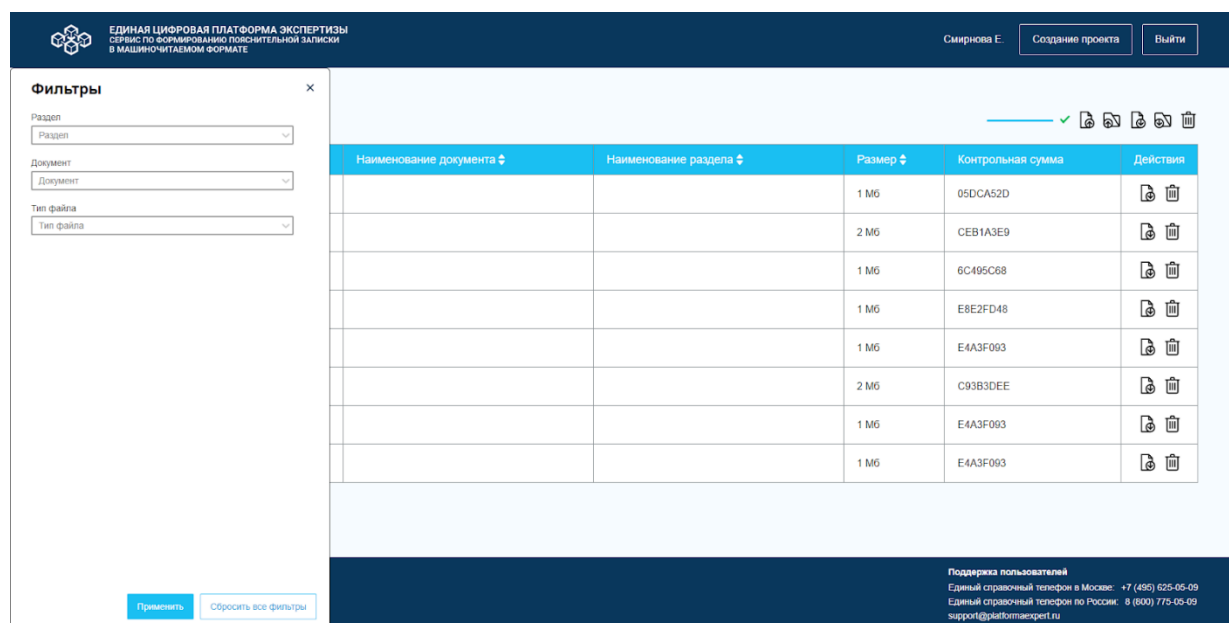 ЕДИНАЯ ЦИФРОВАЯ ПЛАТФОРМА ЭКСПЕРТИЗЫ
СЕРВИС ПО ФОРМИРОВАНИЮ ПОЯСНИТЕЛЬНОЙ ЗАПИСКИ
В МАШИНОЧИТАЕМОМ ФОРМАТЕ
Смирнова Е. Создание проекта Выйти
Фильтры ×
Раздел
Раздел
Документ
Документ
Тип файла
Тип файла
Применить Сбросить все фильтры
Наименование документа Наименование раздела Размер Контрольная сумма Действия
1 Мб 05DCA52D
2 Мб CEB1A3E9
1 Мб 6C495C68
1 Мб E8E2FD48
1 Мб E4A3F093
2 Мб C93B3DEE
1 Мб E4A3F093
1 Мб E4A3F093
Поддержка пользователей
Единый справочный телефон в Москве: +7 (495) 625-05-09
Единый справочный телефон по России: 8 (800) 775-05-09
support@platformaexpert.ru